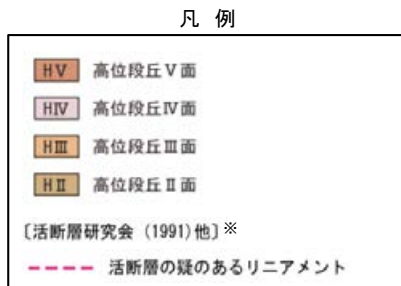 凡 例
HⅤ 高位段丘Ⅴ面
HⅣ 高位段丘Ⅳ面
HⅢ 高位段丘Ⅲ面
HⅡ 高位段丘Ⅱ面
〔活断層研究会 (1991)他〕※
活断層の疑のあるリニアメント